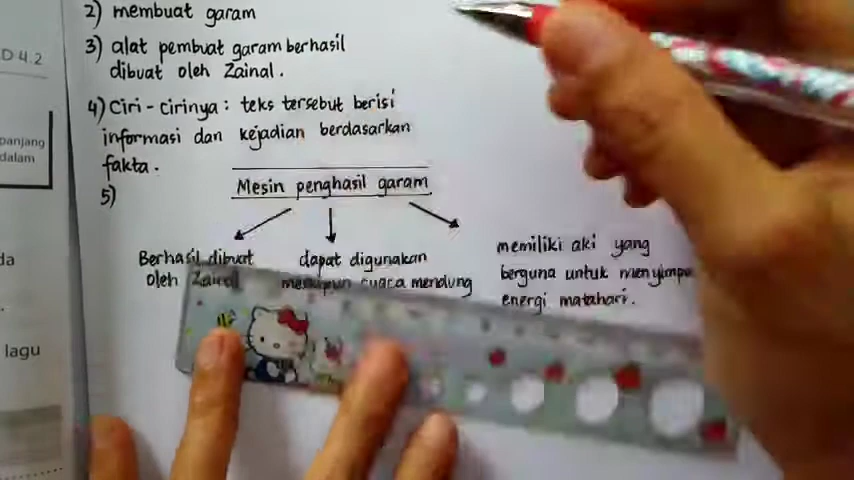 2) membuat garam
3) alat pembuat garam berhasil
dibuat oleh Zainal.
D 4.2
4) Ciri-cirinya : teks tersebut berisi
informasi dan kejadian berdasarkan
fakta.
panjang
dalam
5)
Mesin penghasil garam
Berhasil dibuat
oleh Zainal
dapat digunakan
meskipun cuaca mendung
memiliki aki yang
berguna untuk menyimpa
energi matahari.
da
lagu